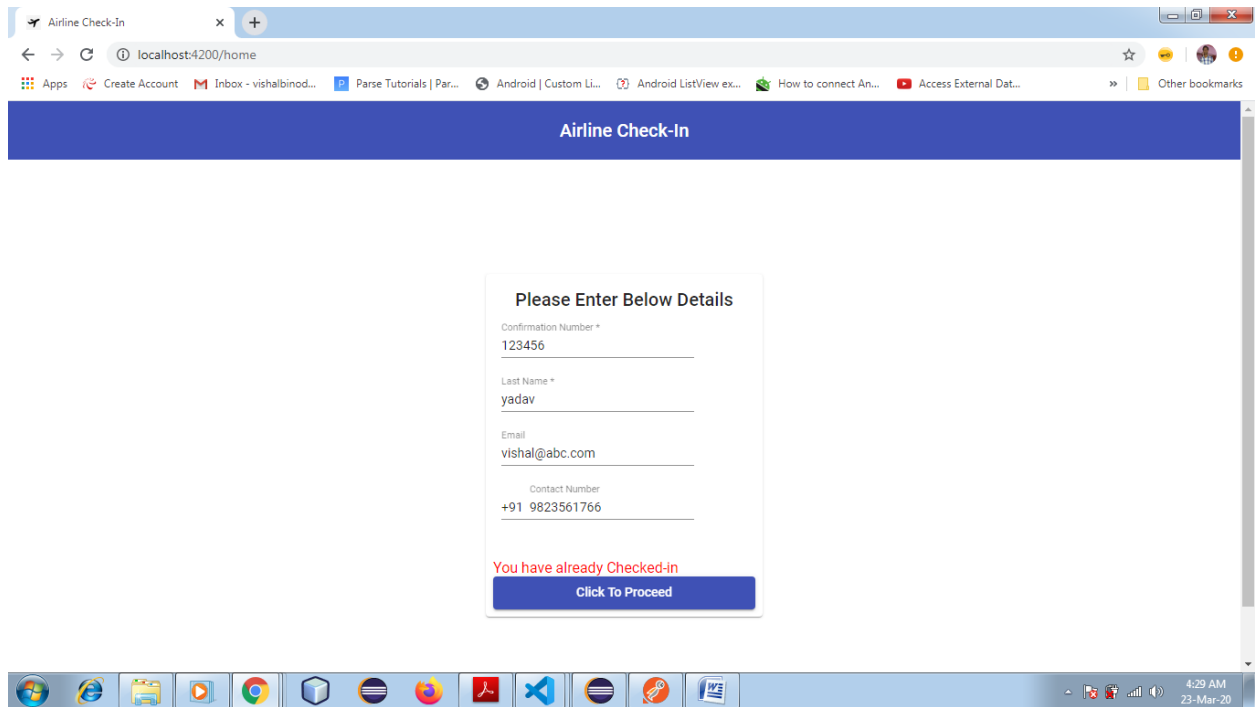 Airline Check-In
localhost:4200/home
Apps Create Account Inbox - vishalbinod... Parse Tutorials | Par... Android | Custom Li... Android ListView ex... How to connect An... Access External Dat... » Other bookmarks
Airline Check-In
Please Enter Below Details
Confirmation Number *
123456
Last Name *
yadav
Email
vishal@abc.com
Contact Number
+91 9823561766
You have already Checked-in
Click To Proceed
4:29 AM
23-Mar-20